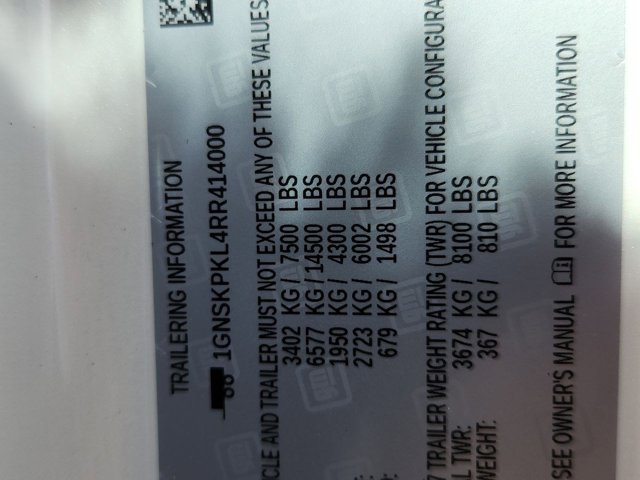 TRAILERING INFORMATION
1GNSKPKL4RR414000
CLE AND TRAILER MUST NOT EXCEED ANY OF THESE VALUES
3402 KG / 7500 LBS
6577 KG / 14500 LBS
1950 KG / 4300 LBS
2723 KG / 6002 LBS
679 KG / 1498 LBS
7 TRAILER WEIGHT RATING (TWR) FOR VEHICLE CONFIGURA
L TWR: 3674 KG / 8100 LBS
WEIGHT: 367 KG / 810 LBS
SEE OWNER'S MANUAL FOR MORE INFORMATION